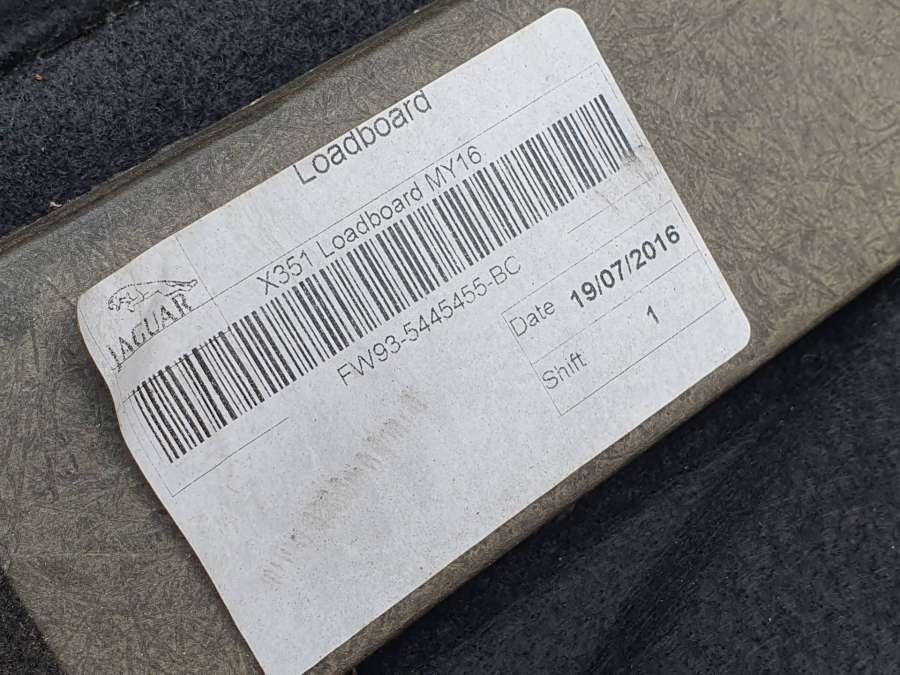 Loadboard
JAGUAR
X351 Loadboard MY16
FW93-5445455-BC
Date 19/07/2016
Shift 1